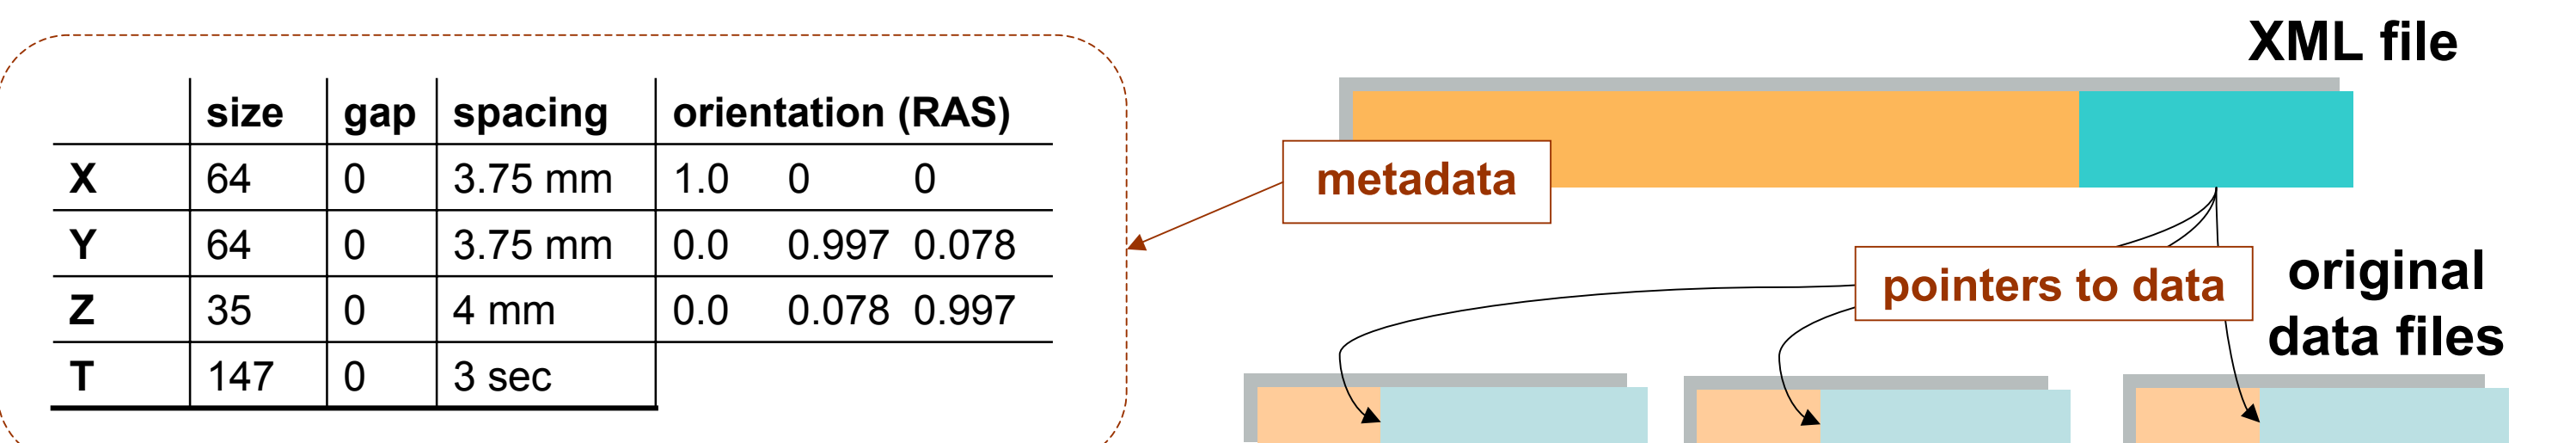 XML file
size gap spacing orientation (RAS)
X 64 0 3.75 mm 1.0 0 0
Y 64 0 3.75 mm 0.0 0.997 0.078
Z 35 0 4 mm 0.0 0.078 0.997
T 147 0 3 sec
metadata
pointers to data
original
data files